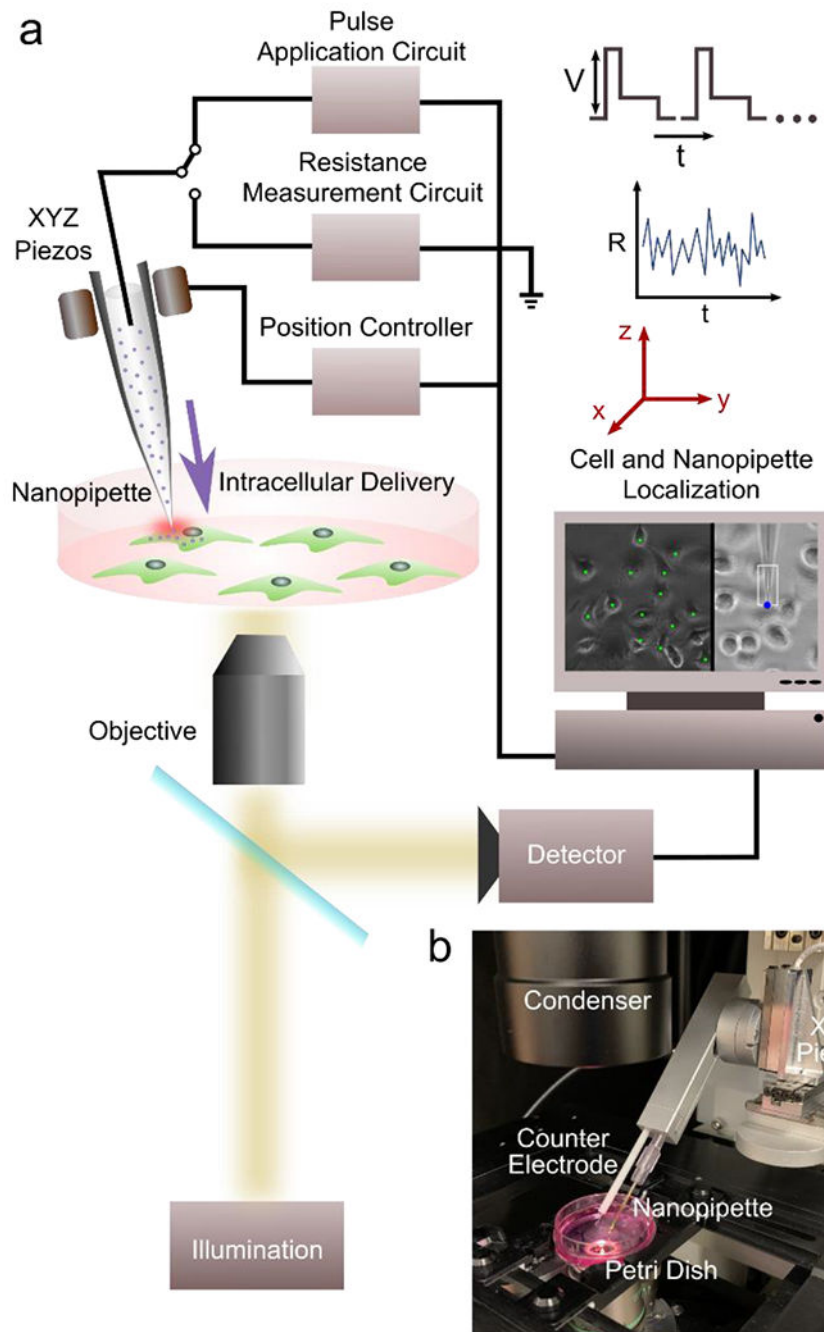 a
Pulse
Application Circuit
V
t
Resistance
Measurement Circuit
R
t
XYZ
Piezos
Position Controller
z
y
x
Cell and Nanopipette
Localization
Nanopipette
Intracellular Delivery
Objective
Detector
Illumination
b
Condenser
Counter
Electrode
Nanopipette
Petri Dish